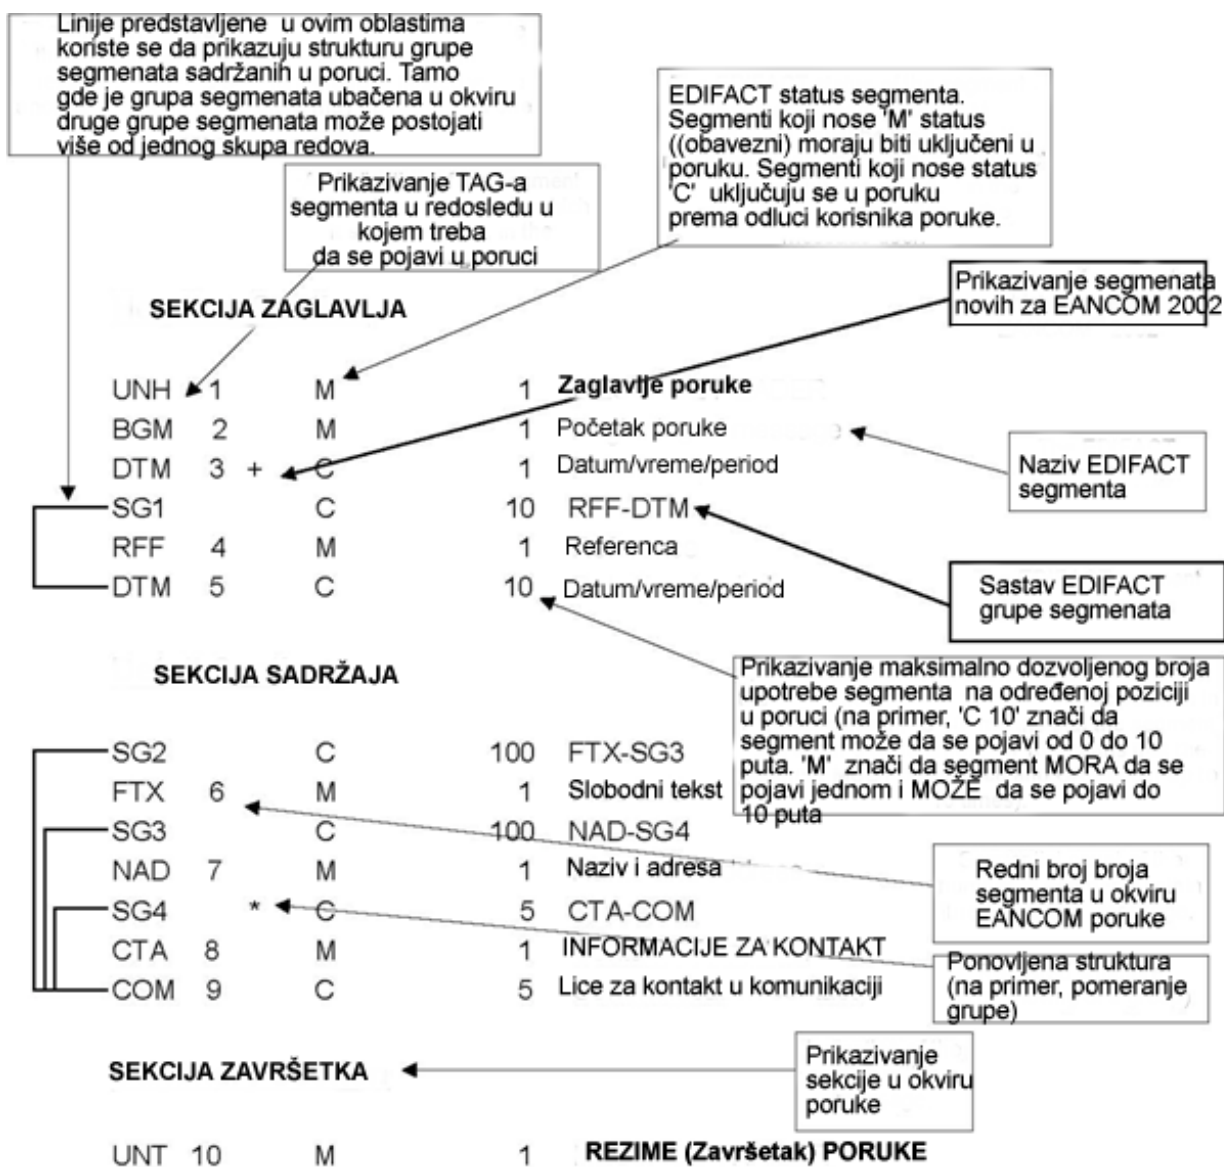 Linije predstavljene u ovim oblastima
koriste se da prikazuju strukturu grupe
segmenata sadržanih u poruci. Tamo
gde je grupa segmenata ubačena u okviru
druge grupe segmenata može postojati
više od jednog skupa redova.
EDIFACT status segmenta.
Segmenti koji nose 'M' status
((obavezni) moraju biti uključeni u
poruku. Segmenti koji nose status
'C' uključuju se u poruku
prema odluci korisnika poruke.
Prikazivanje TAG-a
segmenta u redosledu u
kojem treba
da se pojavi u poruci
Prikazivanje segmenata
novih za EANCOM 2002
SEKCIJA ZAGLAVLJA
UNH 1 M 1 Zaglavlje poruke
BGM 2 M 1 Početak poruke
DTM 3 + C 1 Datum/vreme/period
SG1 C 10 RFF-DTM
RFF 4 M 1 Referenca
DTM 5 C 10 Datum/vreme/period
Naziv EDIFACT
segmenta
Sastav EDIFACT
grupe segmenata
SEKCIJA SADRŽAJA
Prikazivanje maksimalno dozvoljenog broja
upotrebe segmenta na određenoj poziciji
u poruci (na primer, 'C 10' znači da
segment može da se pojavi od 0 do 10
puta. 'M' znači da segment MORA da se
pojavi jednom i MOŽE da se pojavi do
10 puta
SG2 C 100 FTX-SG3
FTX 6 M 1 Slobodni tekst
SG3 C 100 NAD-SG4
NAD 7 M 1 Naziv i adresa
SG4 * C 5 CTA-COM
CTA 8 M 1 INFORMACIJE ZA KONTAKT
COM 9 C 5 Lice za kontakt u komunikaciji
Redni broj broja
segmenta u okviru
EANCOM poruke
Ponovljena struktura
(na primer, pomeranje
grupe)
SEKCIJA ZAVRŠETKA
Prikazivanje
sekcije u okviru
poruke
UNT 10 M 1 REZIME (Završetak) PORUKE